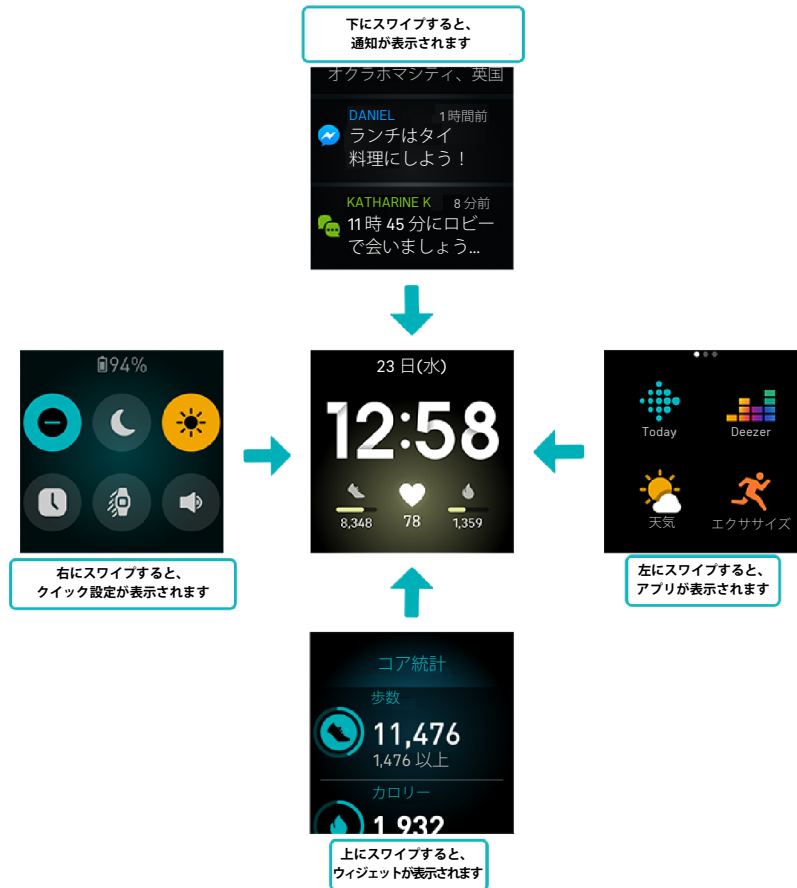 下にスワイプすると、
通知が表示されます
オクラホマシティ、英国
DANIEL 1時間前
ランチはタイ
料理にしよう！
KATHARINE K 8分前
11時45分にロビー
で会いましょう...
94%
右にスワイプすると、
クイック設定が表示されます
23日(水)
12:58
8,348 78 1,359
Today Deezer
天気 エクササイズ
左にスワイプすると、
アプリが表示されます
コア統計
歩数
11,476
1,476 以上
カロリー
1,932
上にスワイプすると、
ウィジェットが表示されます